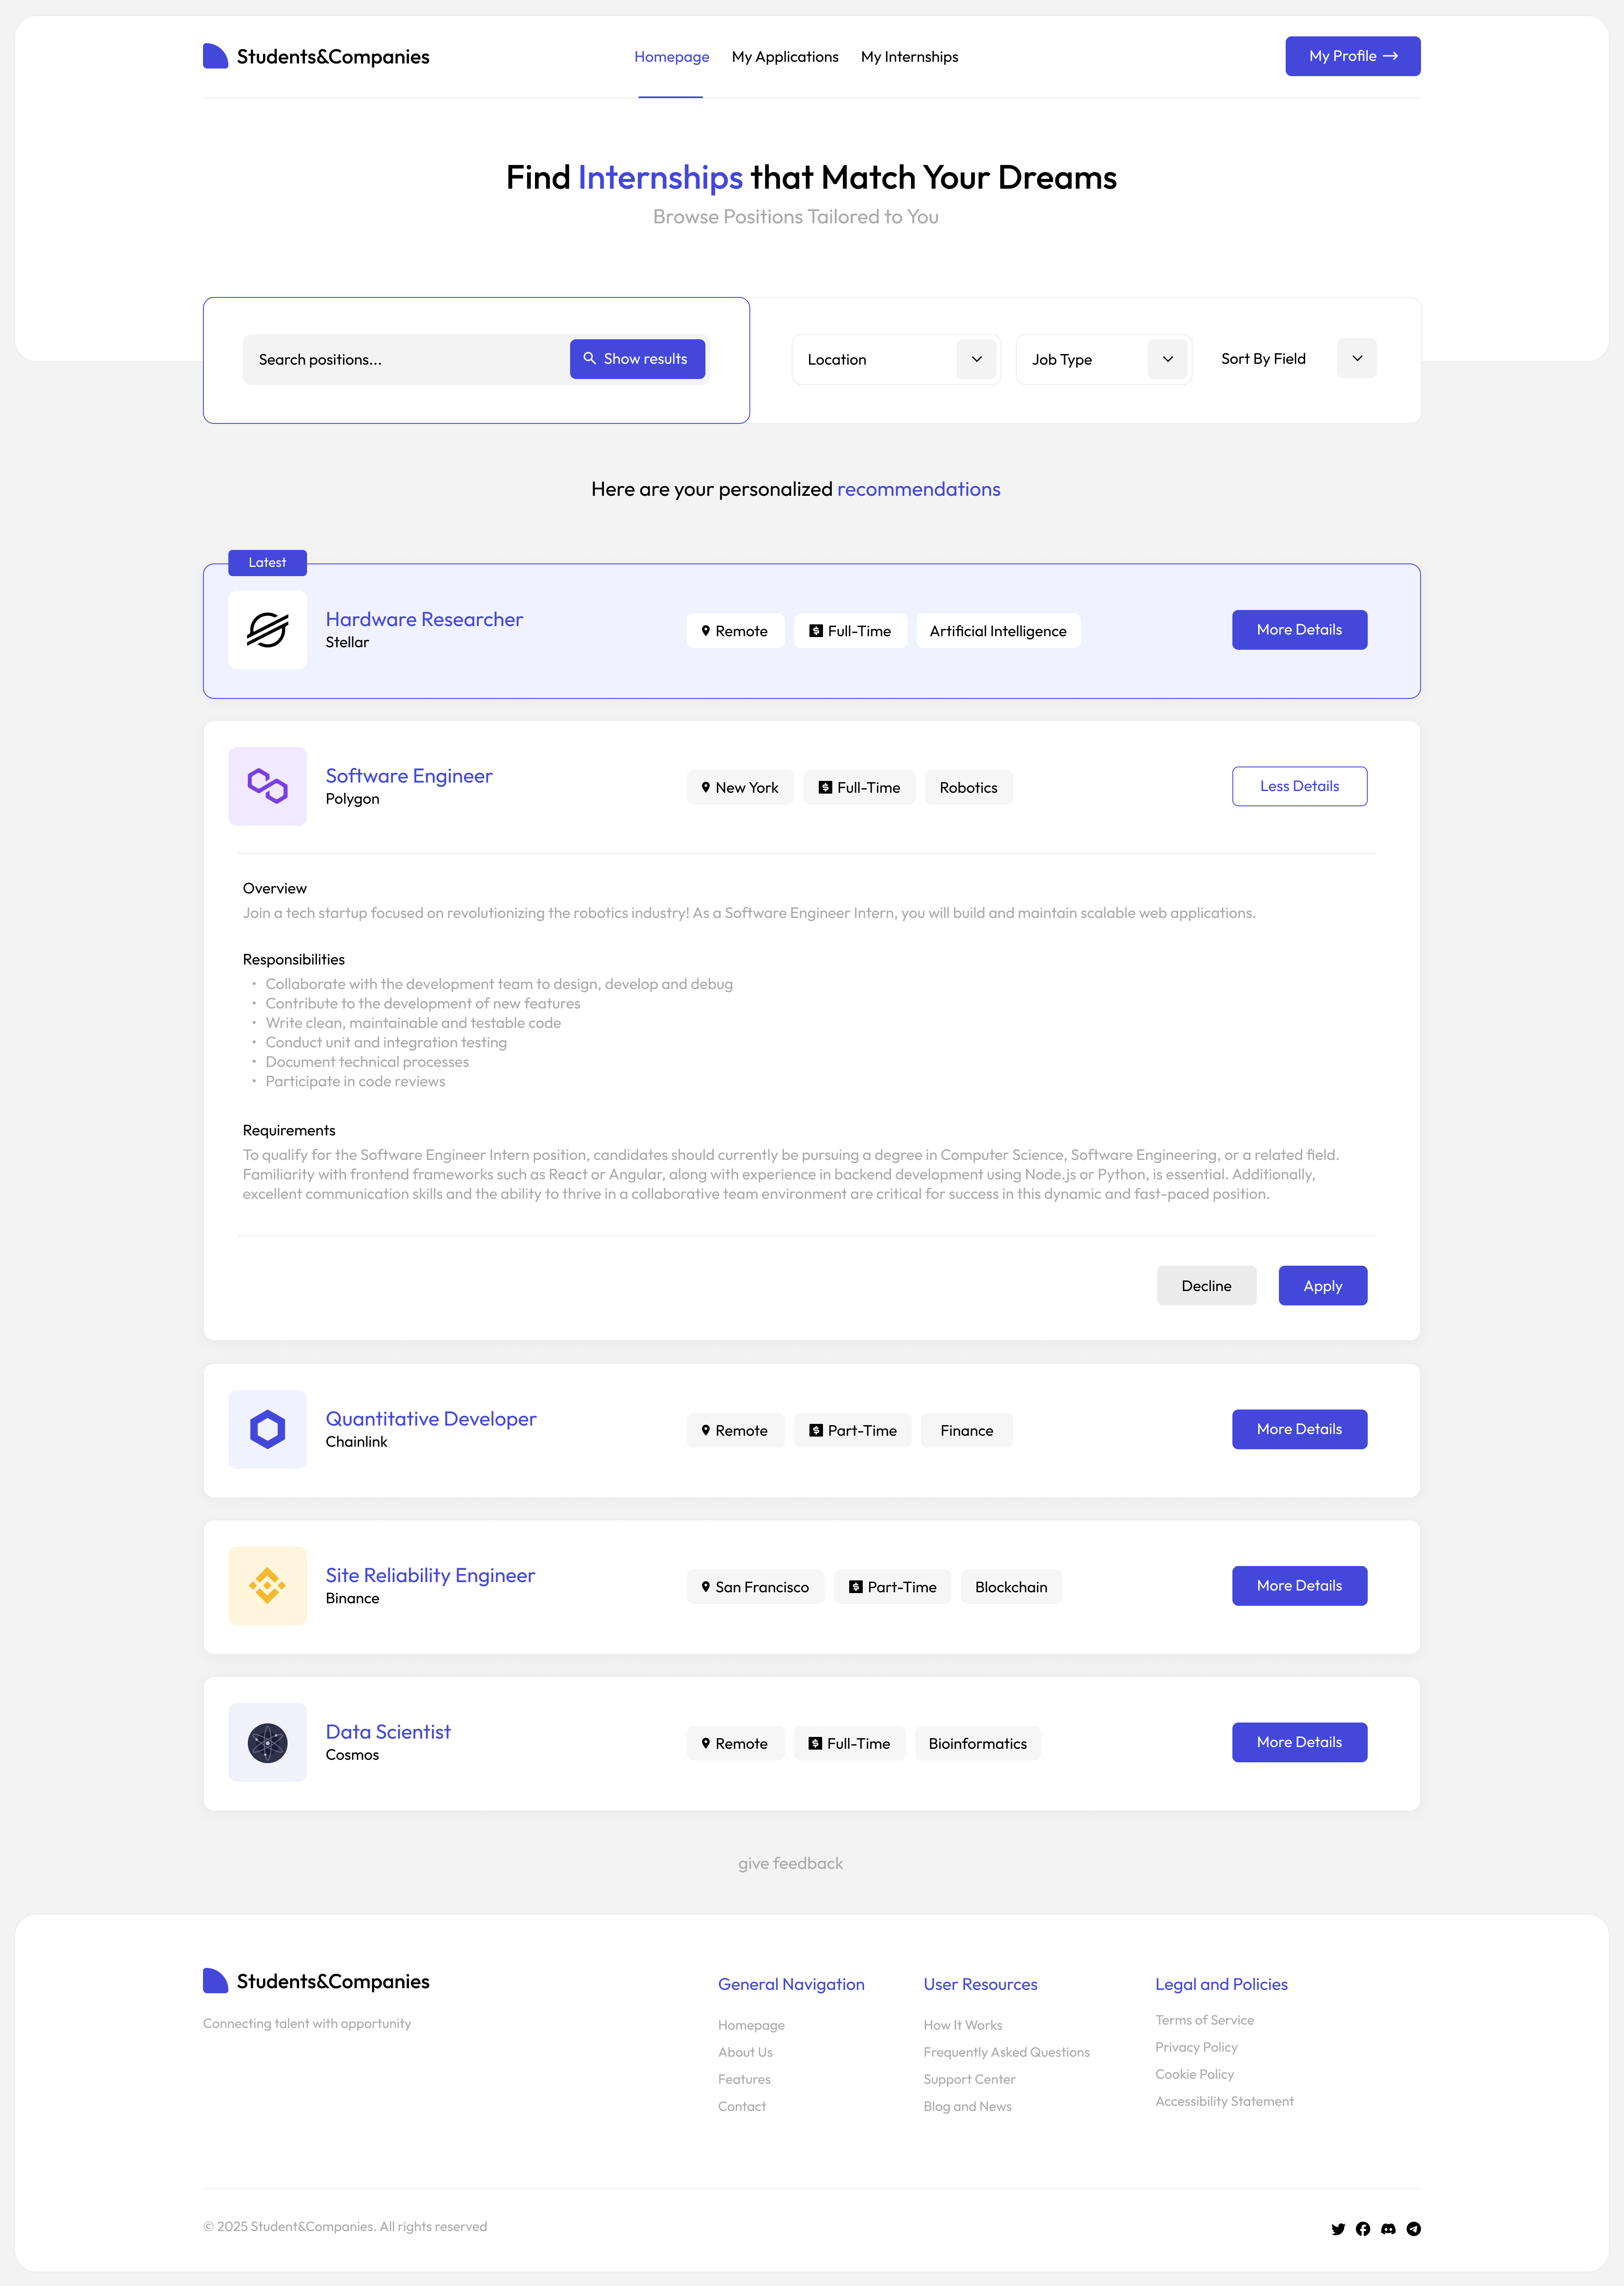 Students&Companies
Homepage
My Applications
My Internships
My Profile
Find Internships that Match Your Dreams
Browse Positions Tailored to You
Search positions...
Show results
Location
Job Type
Sort By Field
Here are your personalized recommendations
Latest
Hardware Researcher
Stellar
Remote
Full-Time
Artificial Intelligence
More Details
Software Engineer
Polygon
New York
Full-Time
Robotics
Less Details
Overview
Join a tech startup focused on revolutionizing the robotics industry! As a Software Engineer Intern, you will build and maintain scalable web applications.
Responsibilities
• Collaborate with the development team to design, develop and debug
• Contribute to the development of new features
• Write clean, maintainable and testable code
• Conduct unit and integration testing
• Document technical processes
• Participate in code reviews
Requirements
To qualify for the Software Engineer Intern position, candidates should currently be pursuing a degree in Computer Science, Software Engineering, or a related field.
Familiarity with frontend frameworks such as React or Angular, along with experience in backend development using Node.js or Python, is essential. Additionally,
excellent communication skills and the ability to thrive in a collaborative team environment are critical for success in this dynamic and fast-paced position.
Decline
Apply
Quantitative Developer
Chainlink
Remote
Part-Time
Finance
More Details
Site Reliability Engineer
Binance
San Francisco
Part-Time
Blockchain
More Details
Data Scientist
Cosmos
Remote
Full-Time
Bioinformatics
More Details
give feedback
Students&Companies
Connecting talent with opportunity
General Navigation
Homepage
About Us
Features
Contact
User Resources
How It Works
Frequently Asked Questions
Support Center
Blog and News
Legal and Policies
Terms of Service
Privacy Policy
Cookie Policy
Accessibility Statement
© 2025 Student&Companies. All rights reserved